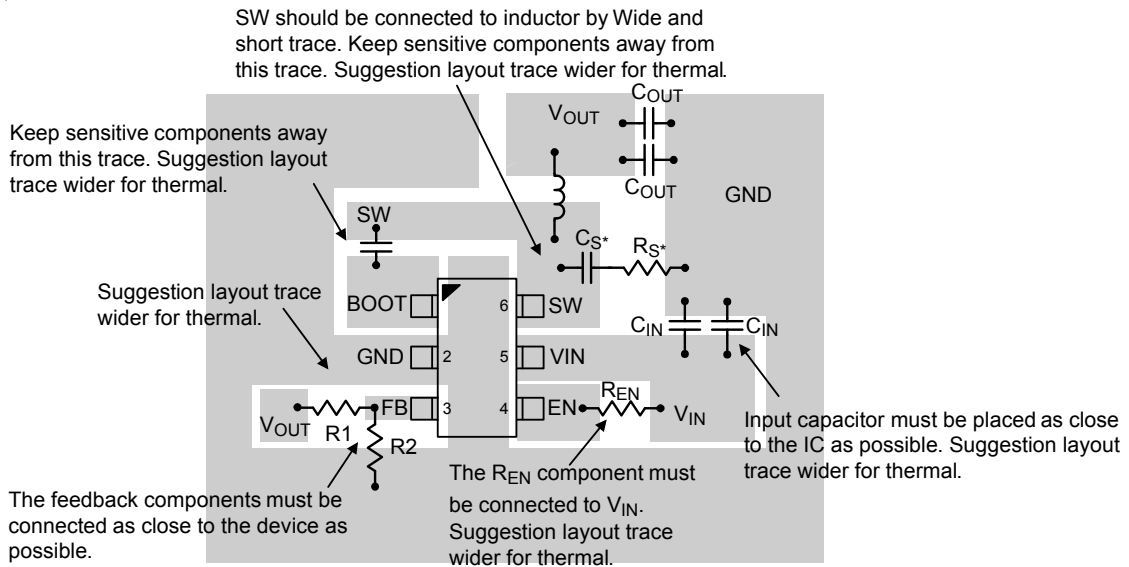 SW should be connected to inductor by Wide and
short trace. Keep sensitive components away from
this trace. Suggestion layout trace wider for thermal.
Keep sensitive components away
from this trace. Suggestion layout
trace wider for thermal.
VOUT
COUT
COUT
GND
SW
CS*
RS*
Suggestion layout trace
wider for thermal.
BOOT
6
SW
CIN
CIN
GND
2
5
VIN
FB
3
4
EN
REN
VIN
VOUT
R1
R2
Input capacitor must be placed as close
to the IC as possible. Suggestion layout
trace wider for thermal.
The feedback components must be
connected as close to the device as
possible.
The REN component must
be connected to VIN.
Suggestion layout trace
wider for thermal.